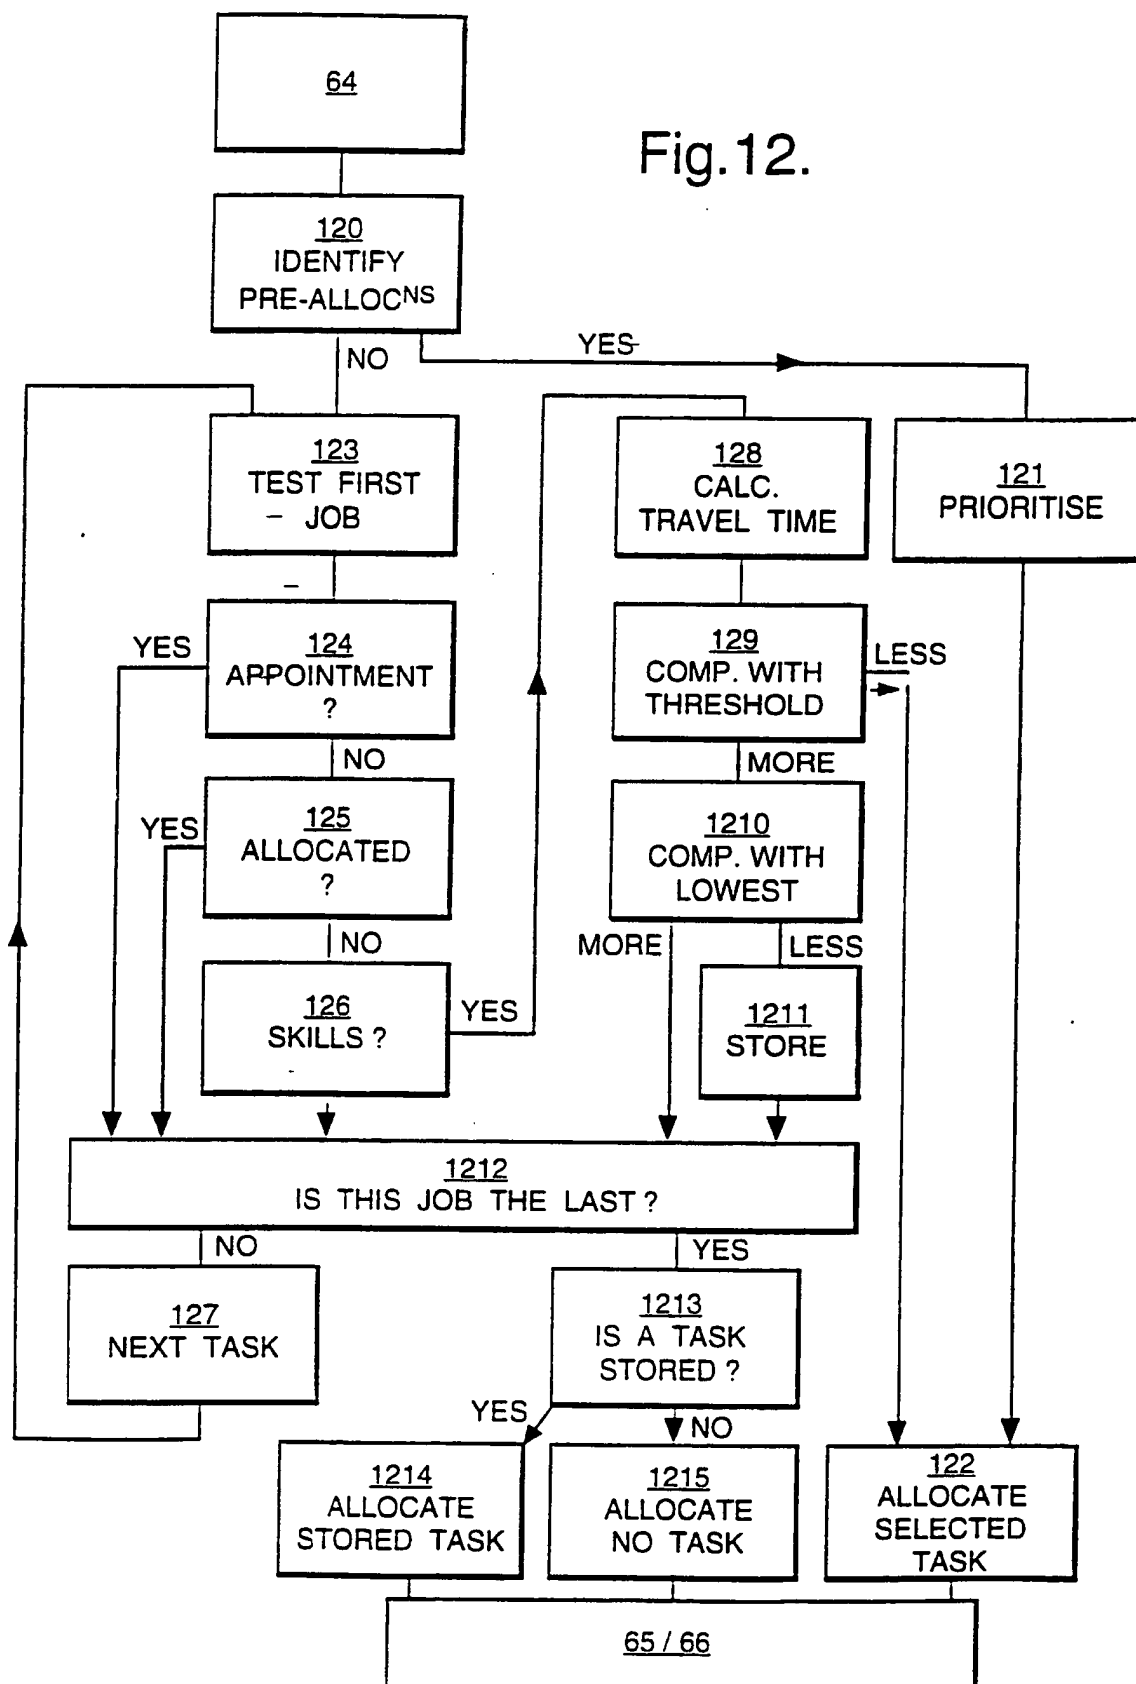 64
Fig.12.
120
IDENTIFY
PRE-ALLOCNS
YES
NO
123
TEST FIRST
JOB
128
CALC.
TRAVEL TIME
121
PRIORITISE
YES
124
APPOINTMENT
?
129
COMP. WITH
THRESHOLD
LESS
NO
MORE
YES
125
ALLOCATED
?
1210
COMP. WITH
LOWEST
NO
MORE
LESS
126
SKILLS ?
YES
1211
STORE
1212
IS THIS JOB THE LAST ?
NO
YES
127
NEXT TASK
1213
IS A TASK
STORED ?
YES
NO
1214
ALLOCATE
STORED TASK
1215
ALLOCATE
NO TASK
122
ALLOCATE
SELECTED
TASK
65 / 66